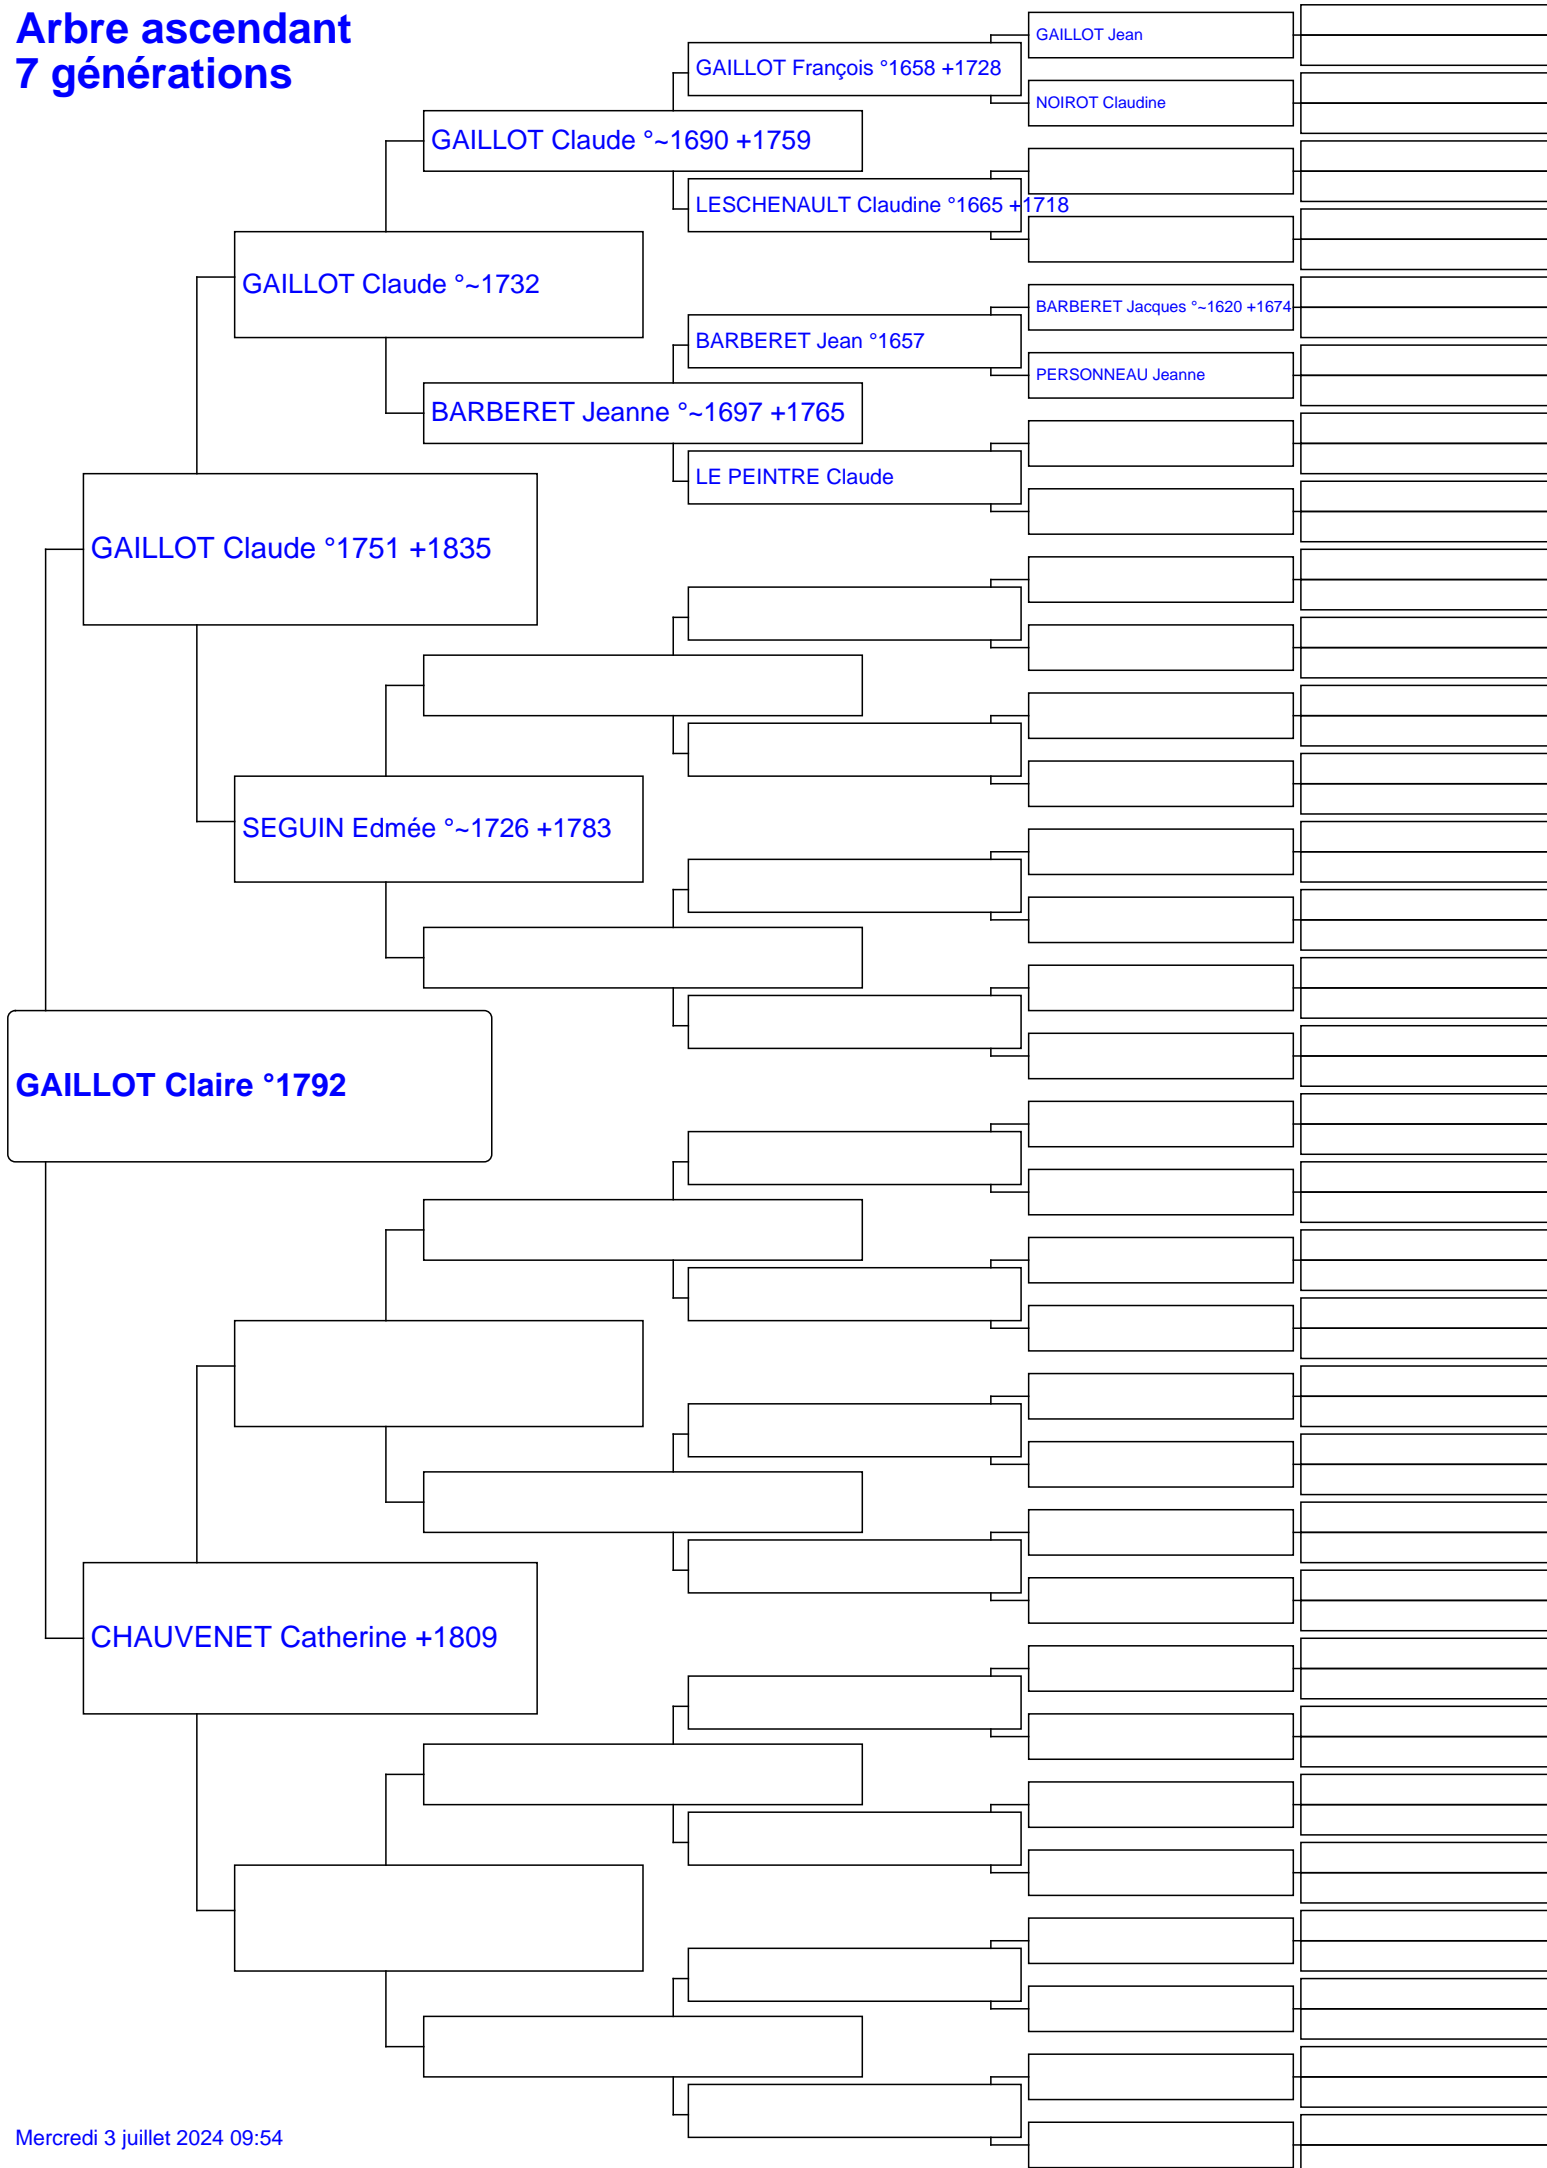 Arbre ascendant
7 générations
GAILLOT Jean
GAILLOT François °1658 +1728
NOIROT Claudine
GAILLOT Claude °~1690 +1759
LESCHENAULT Claudine °1665 +1718
GAILLOT Claude °~1732
BARBERET Jacques °~1620 +1674
BARBERET Jean °1657
PERSONNEAU Jeanne
BARBERET Jeanne °~1697 +1765
LE PEINTRE Claude
GAILLOT Claude °1751 +1835
SEGUIN Edmée °~1726 +1783
GAILLOT Claire °1792
CHAUVENET Catherine +1809
Mercredi 3 juillet 2024 09:54